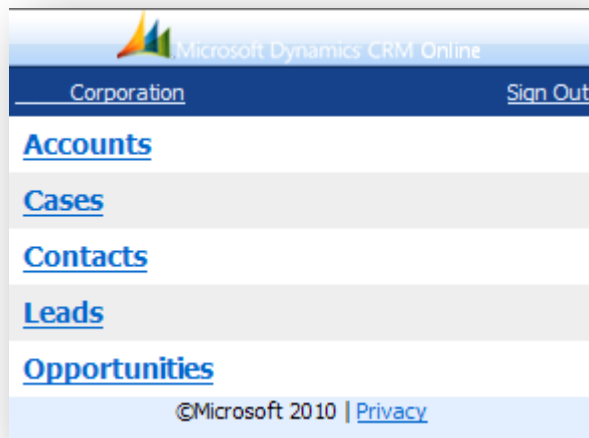 Microsoft Dynamics CRM Online
Corporation Sign Out
Accounts
Cases
Contacts
Leads
Opportunities
©Microsoft 2010 | Privacy